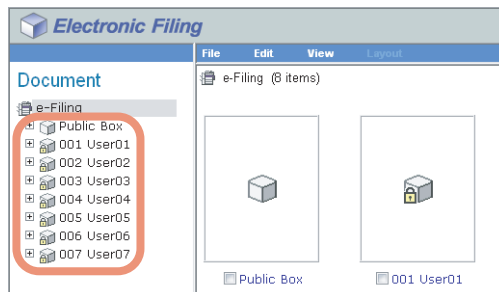 Electronic Filing
File Edit View Layout
Document
e-Filing
Public Box
001 User01
002 User02
003 User03
004 User04
005 User05
006 User06
007 User07
e-Filing (8 items)
Public Box
001 User01